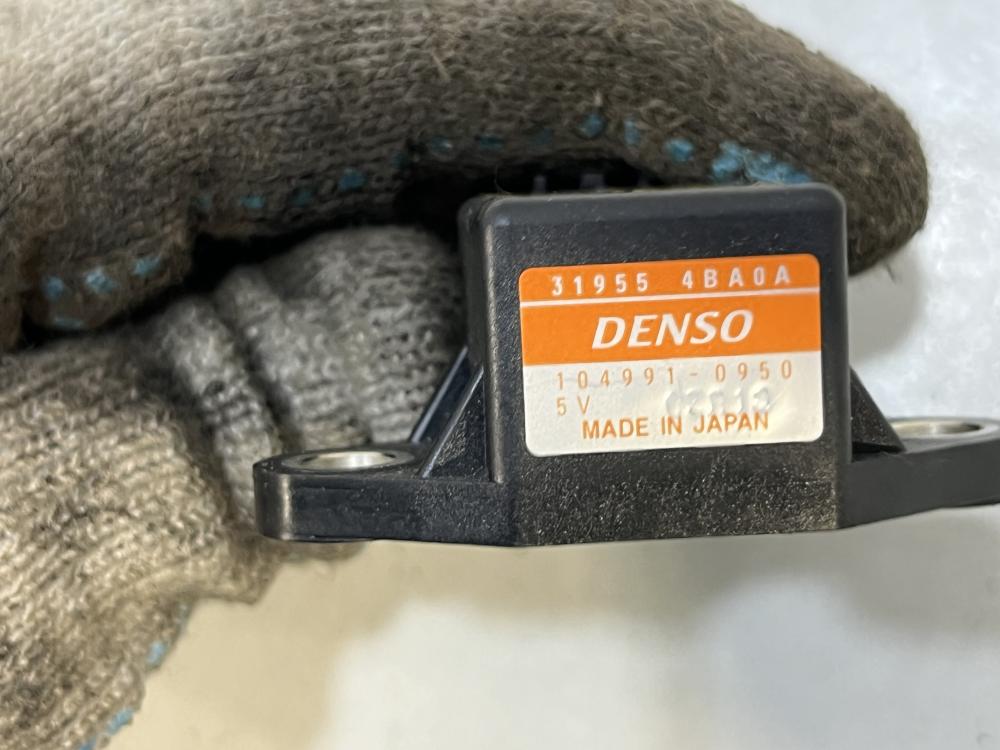 31955 4BA0A
DENSO
104991-0950
5V
MADE IN JAPAN